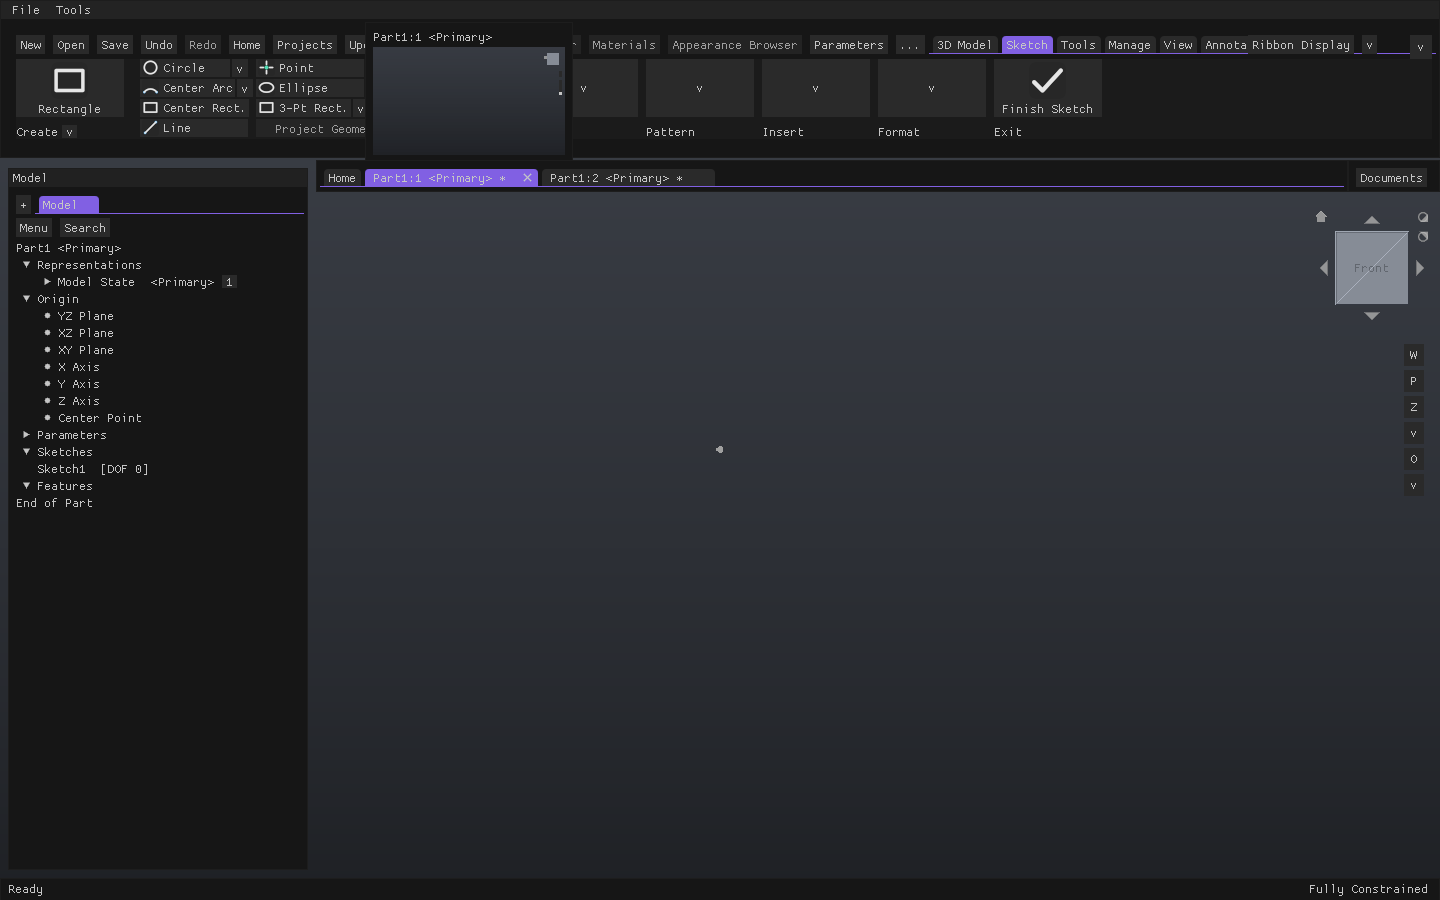 File Tools
Part1:1 <Primary>
New Open Save Undo Redo Home Projects Materials Appearance Browser Parameters ... 3D Model Sketch Tools Manage View Annota Ribbon Display v v
Rectangle
Create v
Circle v Point
Center Arc v Ellipse
Center Rect. 3-Pt Rect. v
Line Project Geome
v v v v
Finish Sketch
Pattern Insert Format Exit
Model
Home Part1:1 <Primary> * Part1:2 <Primary> * Documents
+ Model
Menu Search
Part1 <Primary>
Representations
Model State <Primary> 1
Origin
YZ Plane
XZ Plane
XY Plane
X Axis
Y Axis
Z Axis
Center Point
Parameters
Sketches
Sketch1 [DOF 0]
Features
End of Part
Front
W
P
Z
v
O
v
Ready Fully Constrained